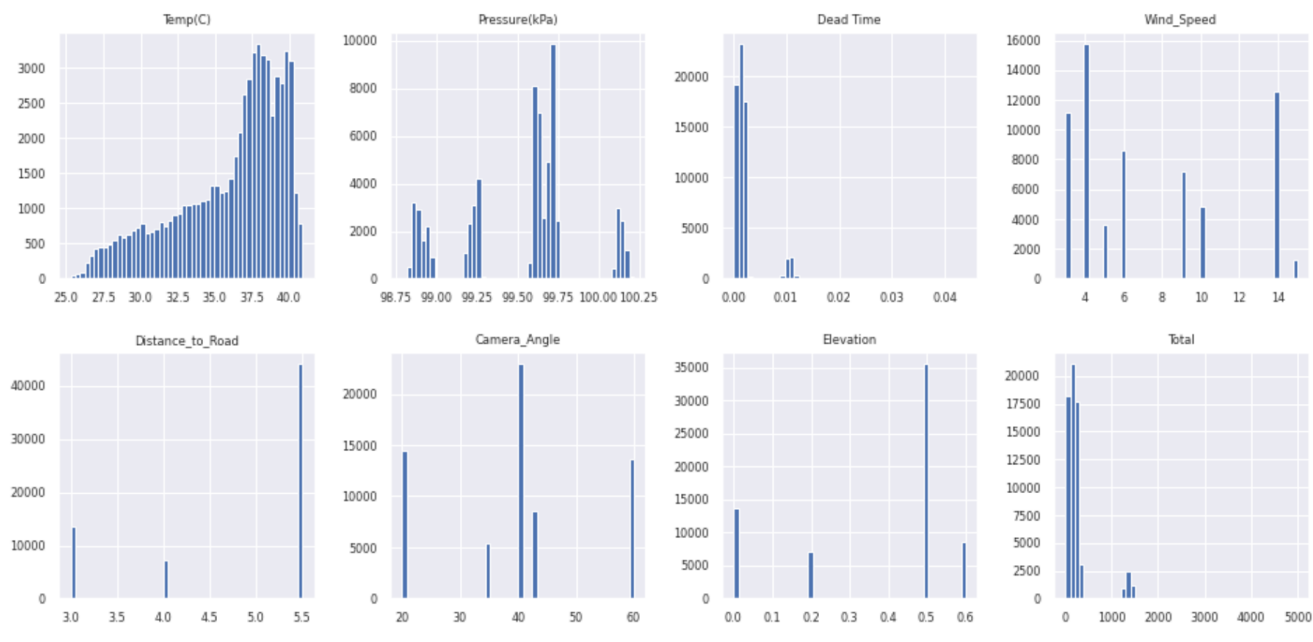 Temp(C) Pressure(kPa) Dead Time Wind_Speed
3000 10000 20000 16000
2500 8000 15000 14000
2000 6000 10000 12000
1500 4000 5000 10000
1000 2000 0 8000
500 0 6000
0 4000
2000
0
25.0 27.5 30.0 32.5 35.0 37.5 40.0 98.75 99.00 99.25 99.50 99.75 100.00 100.25 0.00 0.01 0.02 0.03 0.04 4 6 8 10 12 14
Distance_to_Road Camera_Angle Elevation Total
40000 20000 35000 20000
30000 15000 30000 17500
20000 10000 25000 15000
10000 5000 20000 12500
0 0 15000 10000
10000 7500
5000 5000
0 2500
0
3.0 3.5 4.0 4.5 5.0 5.5 20 30 40 50 60 0.0 0.1 0.2 0.3 0.4 0.5 0.6 0 1000 2000 3000 4000 5000